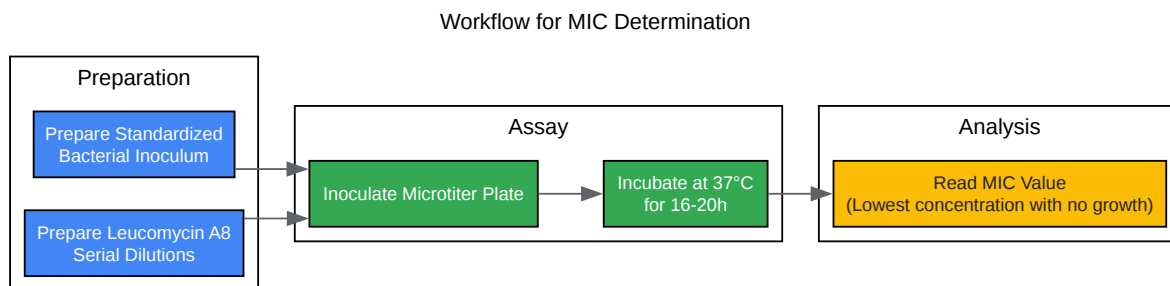 Workflow for MIC Determination
Preparation
Prepare Standardized
Bacterial Inoculum
Prepare Leucomycin A8
Serial Dilutions
Assay
Inoculate Microtiter Plate
Incubate at 37°C
for 16-20h
Analysis
Read MIC Value
(Lowest concentration with no growth)